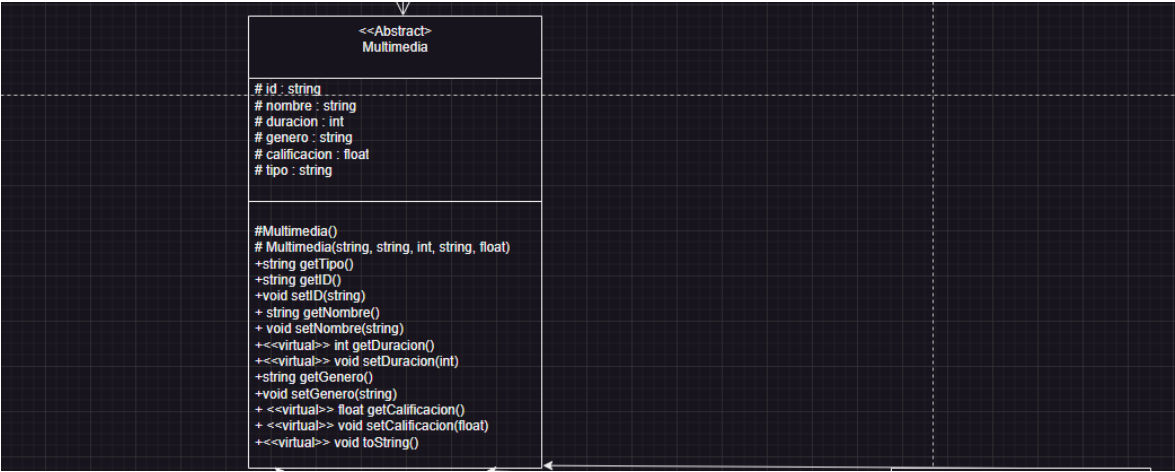 <<Abstract>
Multimedia
# id : string
# nombre : string
# duracion : int
# genero : string
# calificacion : float
# tipo : string
#Multimedia()
# Multimedia(string, string, int, string, float)
+string getTipo()
+string getID()
+void setID(string)
+ string getNombre()
+ void setNombre(string)
+<<virtual>> int getDuracion()
+<<virtual>> void setDuracion(int)
+string getGenero()
+void setGenero(string)
+ <<virtual>> float getCalificacion()
+ <<virtual>> void setCalificacion(float)
+<<virtual>> void toString()